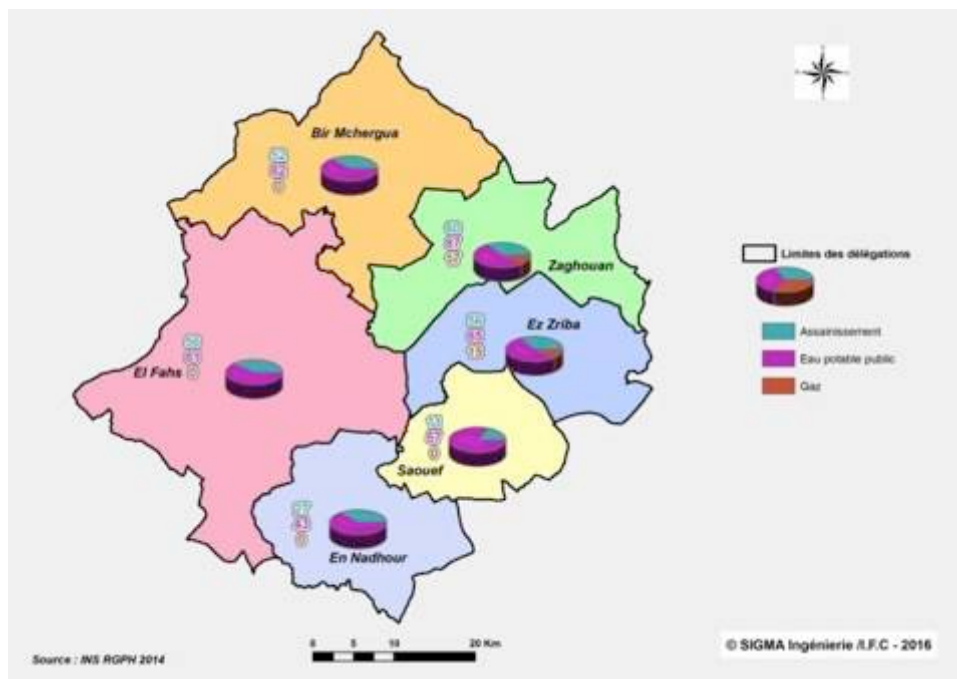 Bir Mchergua
Zaghouan
Limites des délégations
Ez Zriba
Assainissement
Eau potable public
El Fahs
Gaz
Saouef
En Nadhour
0 5 10 20 Km
Source : INS RGPH 2014
© SIGMA Ingénierie /I.F.C - 2016